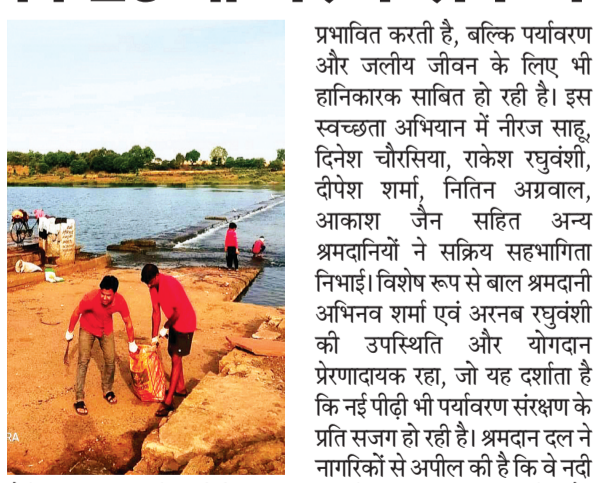 प्रभावित करती है, बल्कि पर्यावरण
और जलीय जीवन के लिए भी
हानिकारक साबित हो रही है। इस
स्वच्छता अभियान में नीरज साहू,
दिनेश चौरसिया, राकेश रघुवंशी,
दीपेश शर्मा, नितिन अग्रवाल,
आकाश जैन सहित अन्य
श्रमदानियों ने सक्रिय सहभागिता
निभाई। विशेष रूप से बाल श्रमदानी
अभिनव शर्मा एवं अरनब रघुवंशी
की उपस्थिति और योगदान
प्रेरणादायक रहा, जो यह दर्शाता है
कि नई पीढ़ी भी पर्यावरण संरक्षण के
प्रति सजग हो रही है। श्रमदान दल ने
नागरिकों से अपील की है कि वे नदी
RA